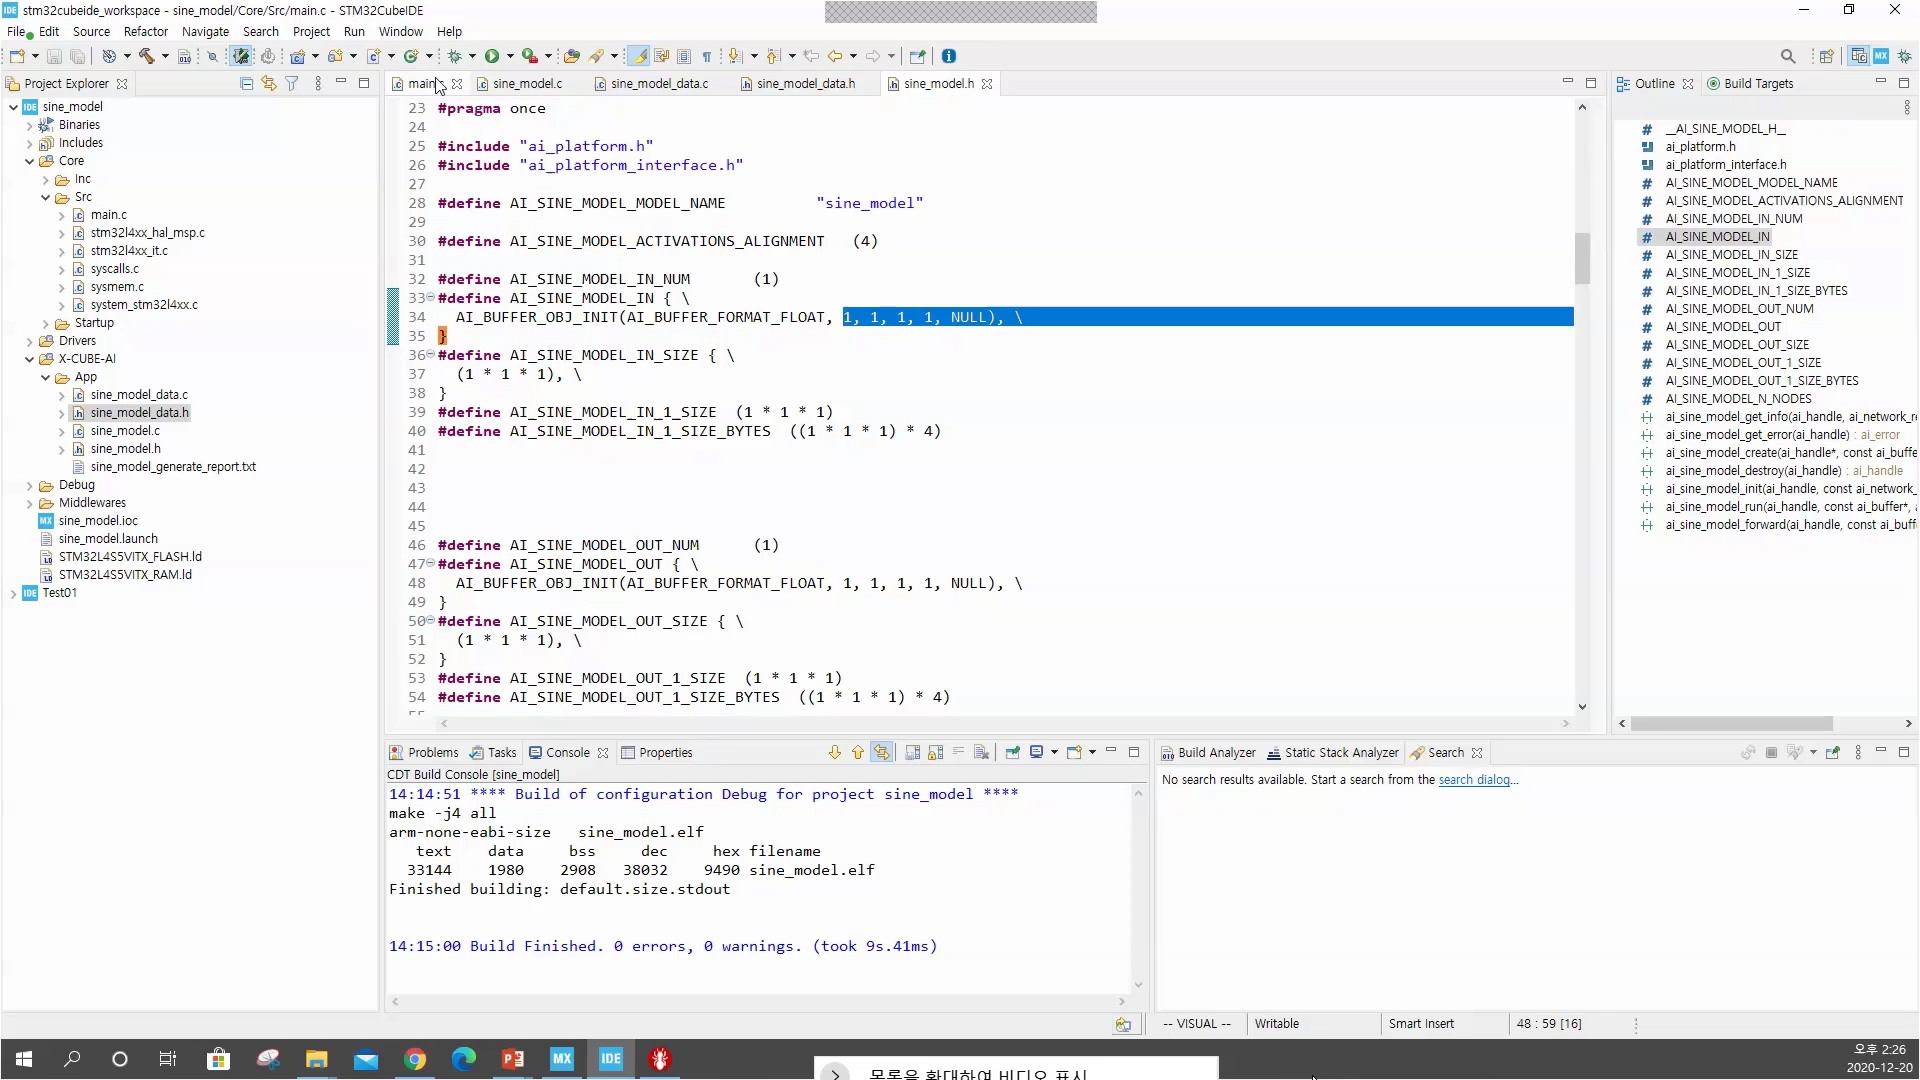 stm32cubeide_workspace - sine_model/Core/Src/main.c - STM32CubeIDE
File Edit Source Refactor Navigate Search Project Run Window Help
Project Explorer
sine_model
Binaries
Includes
Core
Inc
Src
main.c
stm32l4xx_hal_msp.c
stm32l4xx_it.c
syscalls.c
sysmem.c
system_stm32l4xx.c
Startup
Drivers
X-CUBE-AI
App
sine_model_data.c
sine_model_data.h
sine_model.c
sine_model.h
sine_model_generate_report.txt
Debug
Middlewares
sine_model.ioc
sine_model.launch
STM32L4S5VITX_FLASH.ld
STM32L4S5VITX_RAM.ld
Test01
main sine_model.c sine_model_data.c sine_model_data.h sine_model.h
23 #pragma once
24
25 #include "ai_platform.h"
26 #include "ai_platform_interface.h"
27
28 #define AI_SINE_MODEL_MODEL_NAME "sine_model"
29
30 #define AI_SINE_MODEL_ACTIVATIONS_ALIGNMENT (4)
31
32 #define AI_SINE_MODEL_IN_NUM (1)
33 #define AI_SINE_MODEL_IN { \
34 AI_BUFFER_OBJ_INIT(AI_BUFFER_FORMAT_FLOAT, 1, 1, 1, 1, NULL), \
35 }
36 #define AI_SINE_MODEL_IN_SIZE { \
37 (1 * 1 * 1), \
38 }
39 #define AI_SINE_MODEL_IN_1_SIZE (1 * 1 * 1)
40 #define AI_SINE_MODEL_IN_1_SIZE_BYTES ((1 * 1 * 1) * 4)
41
42
43
44
45
46 #define AI_SINE_MODEL_OUT_NUM (1)
47 #define AI_SINE_MODEL_OUT { \
48 AI_BUFFER_OBJ_INIT(AI_BUFFER_FORMAT_FLOAT, 1, 1, 1, 1, NULL), \
49 }
50 #define AI_SINE_MODEL_OUT_SIZE { \
51 (1 * 1 * 1), \
52 }
53 #define AI_SINE_MODEL_OUT_1_SIZE (1 * 1 * 1)
54 #define AI_SINE_MODEL_OUT_1_SIZE_BYTES ((1 * 1 * 1) * 4)
Outline Build Targets
__AI_SINE_MODEL_H__
ai_platform.h
ai_platform_interface.h
AI_SINE_MODEL_MODEL_NAME
AI_SINE_MODEL_ACTIVATIONS_ALIGNMENT
AI_SINE_MODEL_IN_NUM
AI_SINE_MODEL_IN
AI_SINE_MODEL_IN_SIZE
AI_SINE_MODEL_IN_1_SIZE
AI_SINE_MODEL_IN_1_SIZE_BYTES
AI_SINE_MODEL_OUT_NUM
AI_SINE_MODEL_OUT
AI_SINE_MODEL_OUT_SIZE
AI_SINE_MODEL_OUT_1_SIZE
AI_SINE_MODEL_OUT_1_SIZE_BYTES
AI_SINE_MODEL_N_NODES
ai_sine_model_get_info(ai_handle, ai_network_re
ai_sine_model_get_error(ai_handle) : ai_error
ai_sine_model_create(ai_handle*, const ai_buffe
ai_sine_model_destroy(ai_handle) : ai_handle
ai_sine_model_init(ai_handle, const ai_network_
ai_sine_model_run(ai_handle, const ai_buffer*, a
ai_sine_model_forward(ai_handle, const ai_buff
Problems Tasks Console Properties
CDT Build Console [sine_model]
14:14:51 **** Build of configuration Debug for project sine_model ****
make -j4 all
arm-none-eabi-size sine_model.elf
text data bss dec hex filename
33144 1980 2908 38032 9490 sine_model.elf
Finished building: default.size.stdout
14:15:00 Build Finished. 0 errors, 0 warnings. (took 9s.41ms)
Build Analyzer Static Stack Analyzer Search
No search results available. Start a search from the search dialog...
-- VISUAL -- Writable Smart Insert 48 : 59 [16]
MX IDE
목록을 확대하여 비디오 표시
오후 2:26
2020-12-20